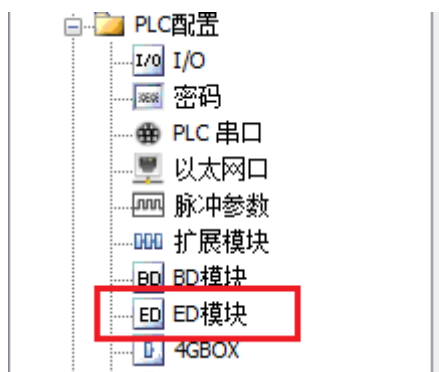 PLC配置
I/O I/O
密码
PLC 串口
以太网口
脉冲参数
扩展模块
BD BD模块
ED ED模块
4GBOX